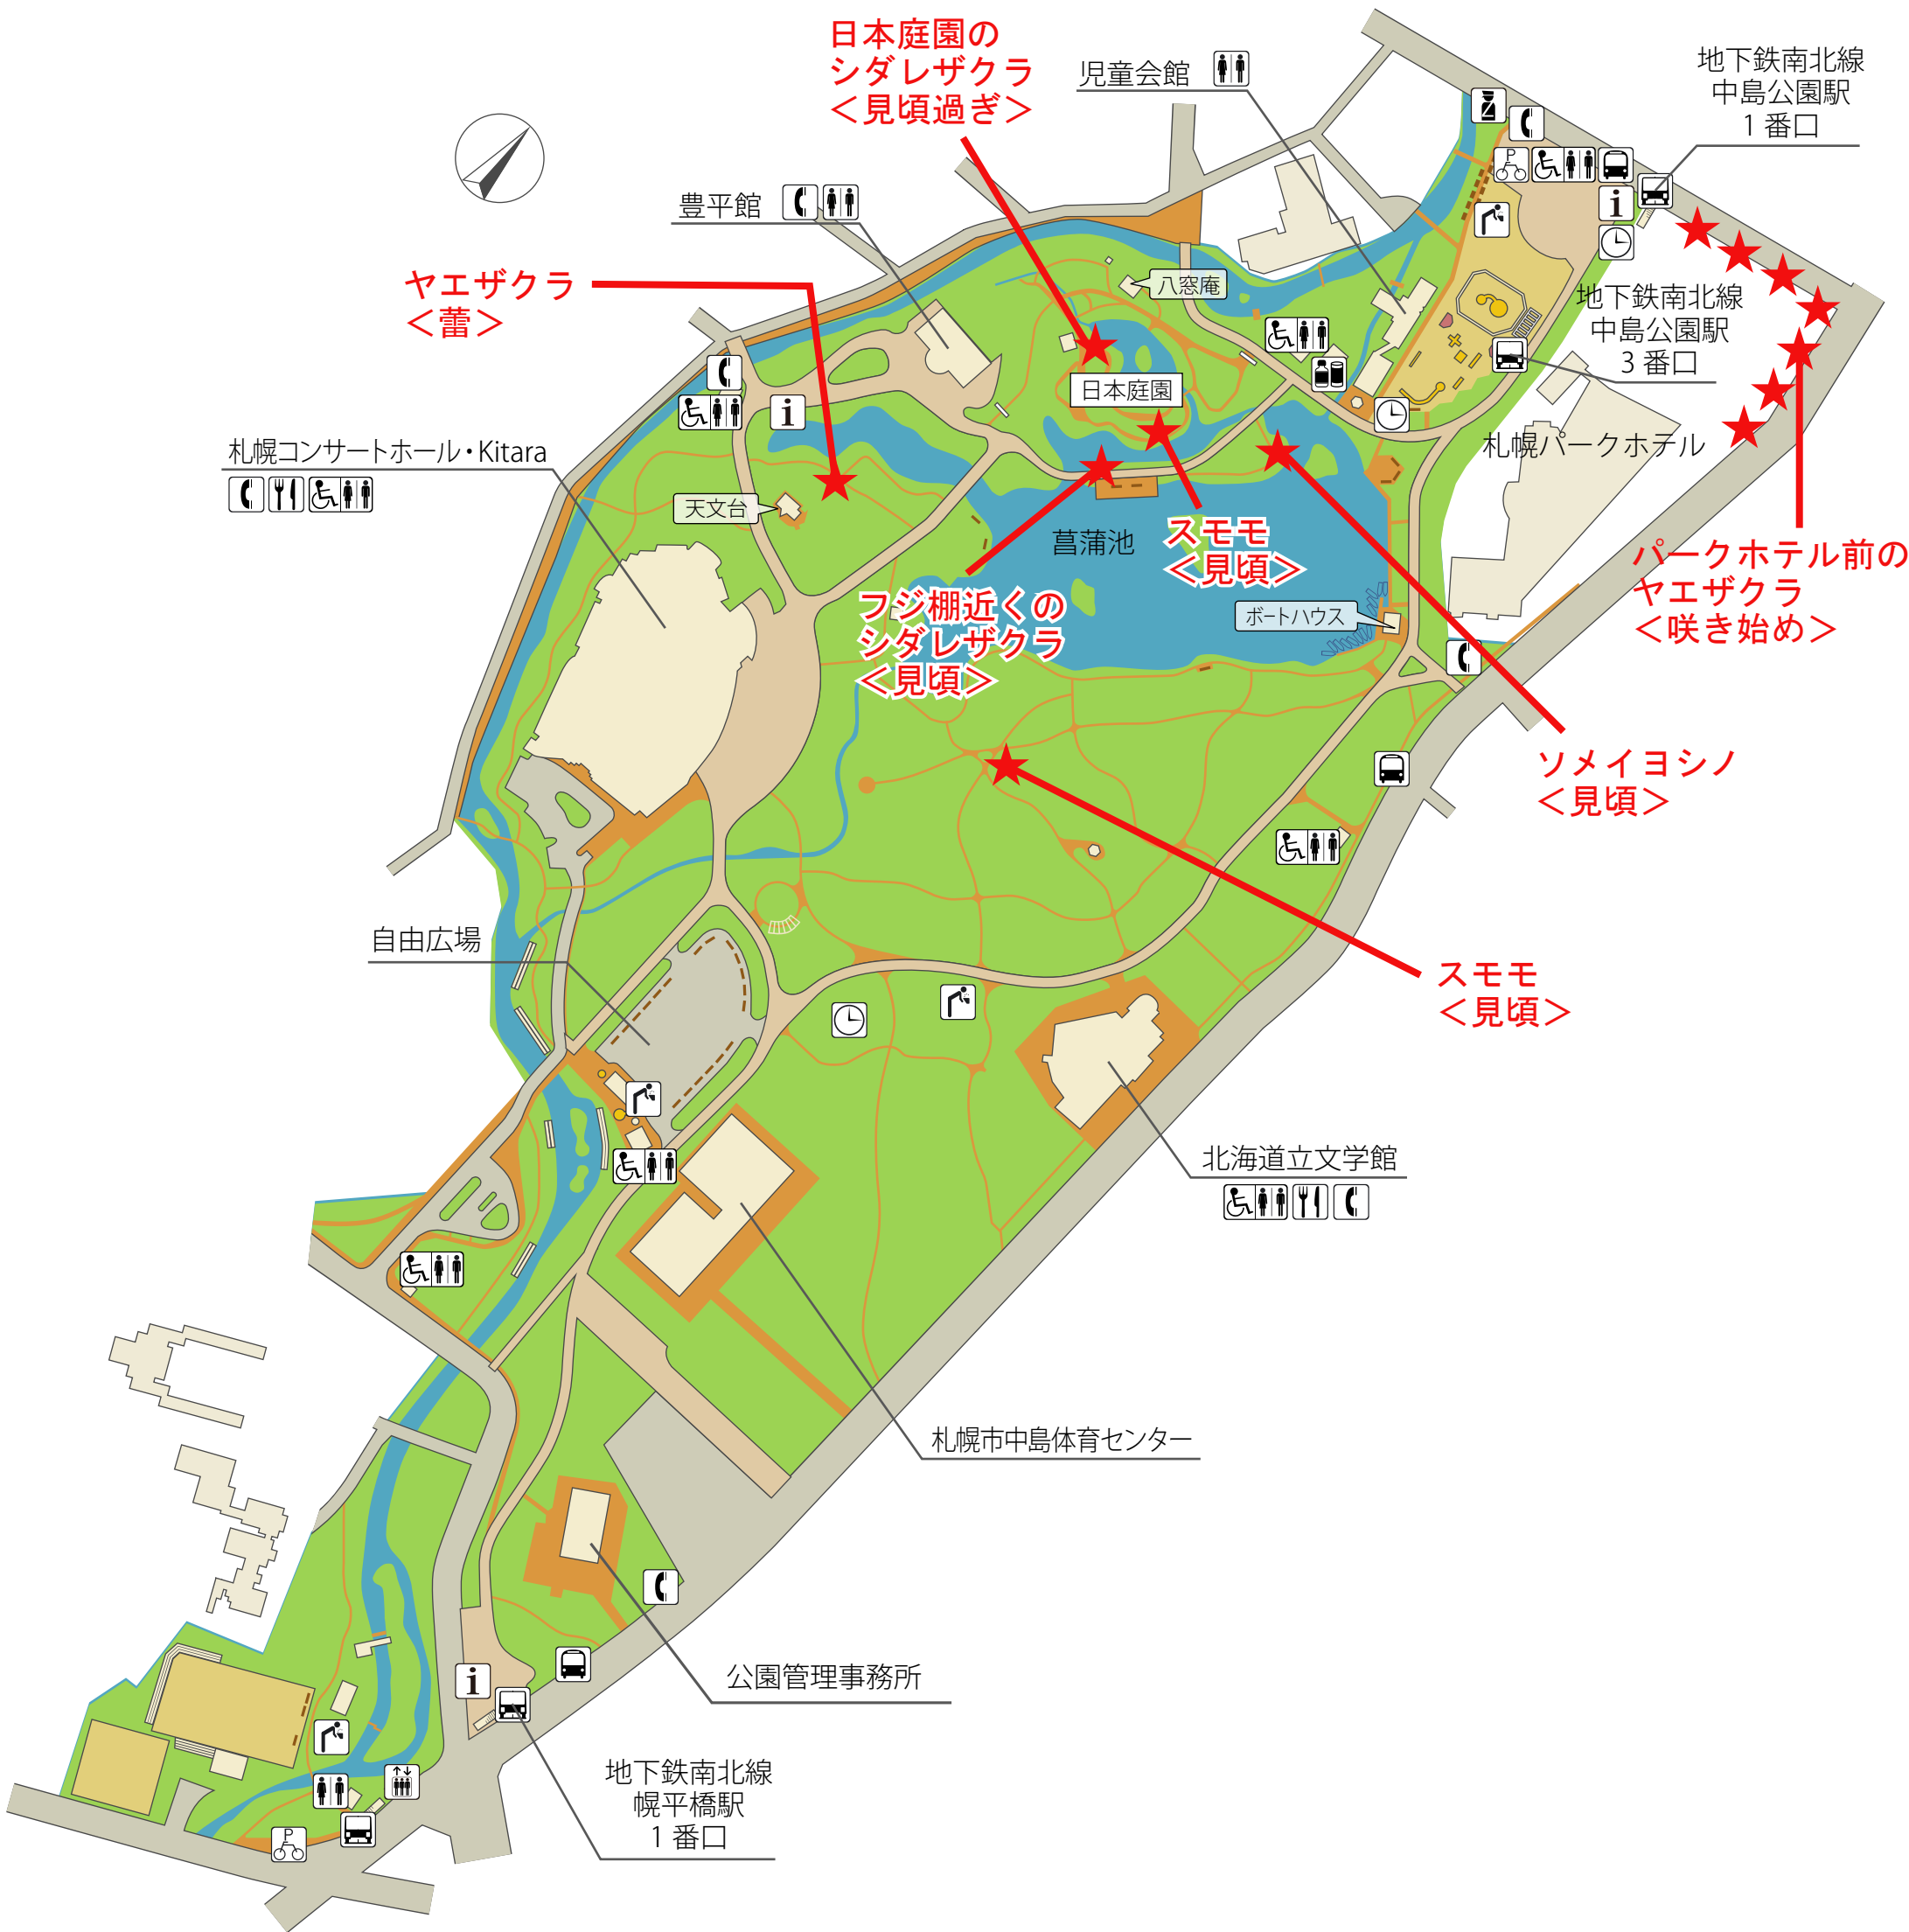 日本庭園の
シダレザクラ
＜見頃過ぎ＞
児童会館
地下鉄南北線
中島公園駅
1 番口
豊平館
ヤエザクラ
＜蕾＞
八窓庵
地下鉄南北線
中島公園駅
3 番口
日本庭園
札幌コンサートホール・Kitara
札幌パークホテル
天文台
菖蒲池
スモモ
＜見頃＞
パークホテル前の
ヤエザクラ
＜咲き始め＞
フジ棚近くの
シダレザクラ
＜見頃＞
ボートハウス
ソメイヨシノ
＜見頃＞
自由広場
スモモ
＜見頃＞
北海道立文学館
札幌市中島体育センター
公園管理事務所
地下鉄南北線
幌平橋駅
1 番口
P
P
i
i
i